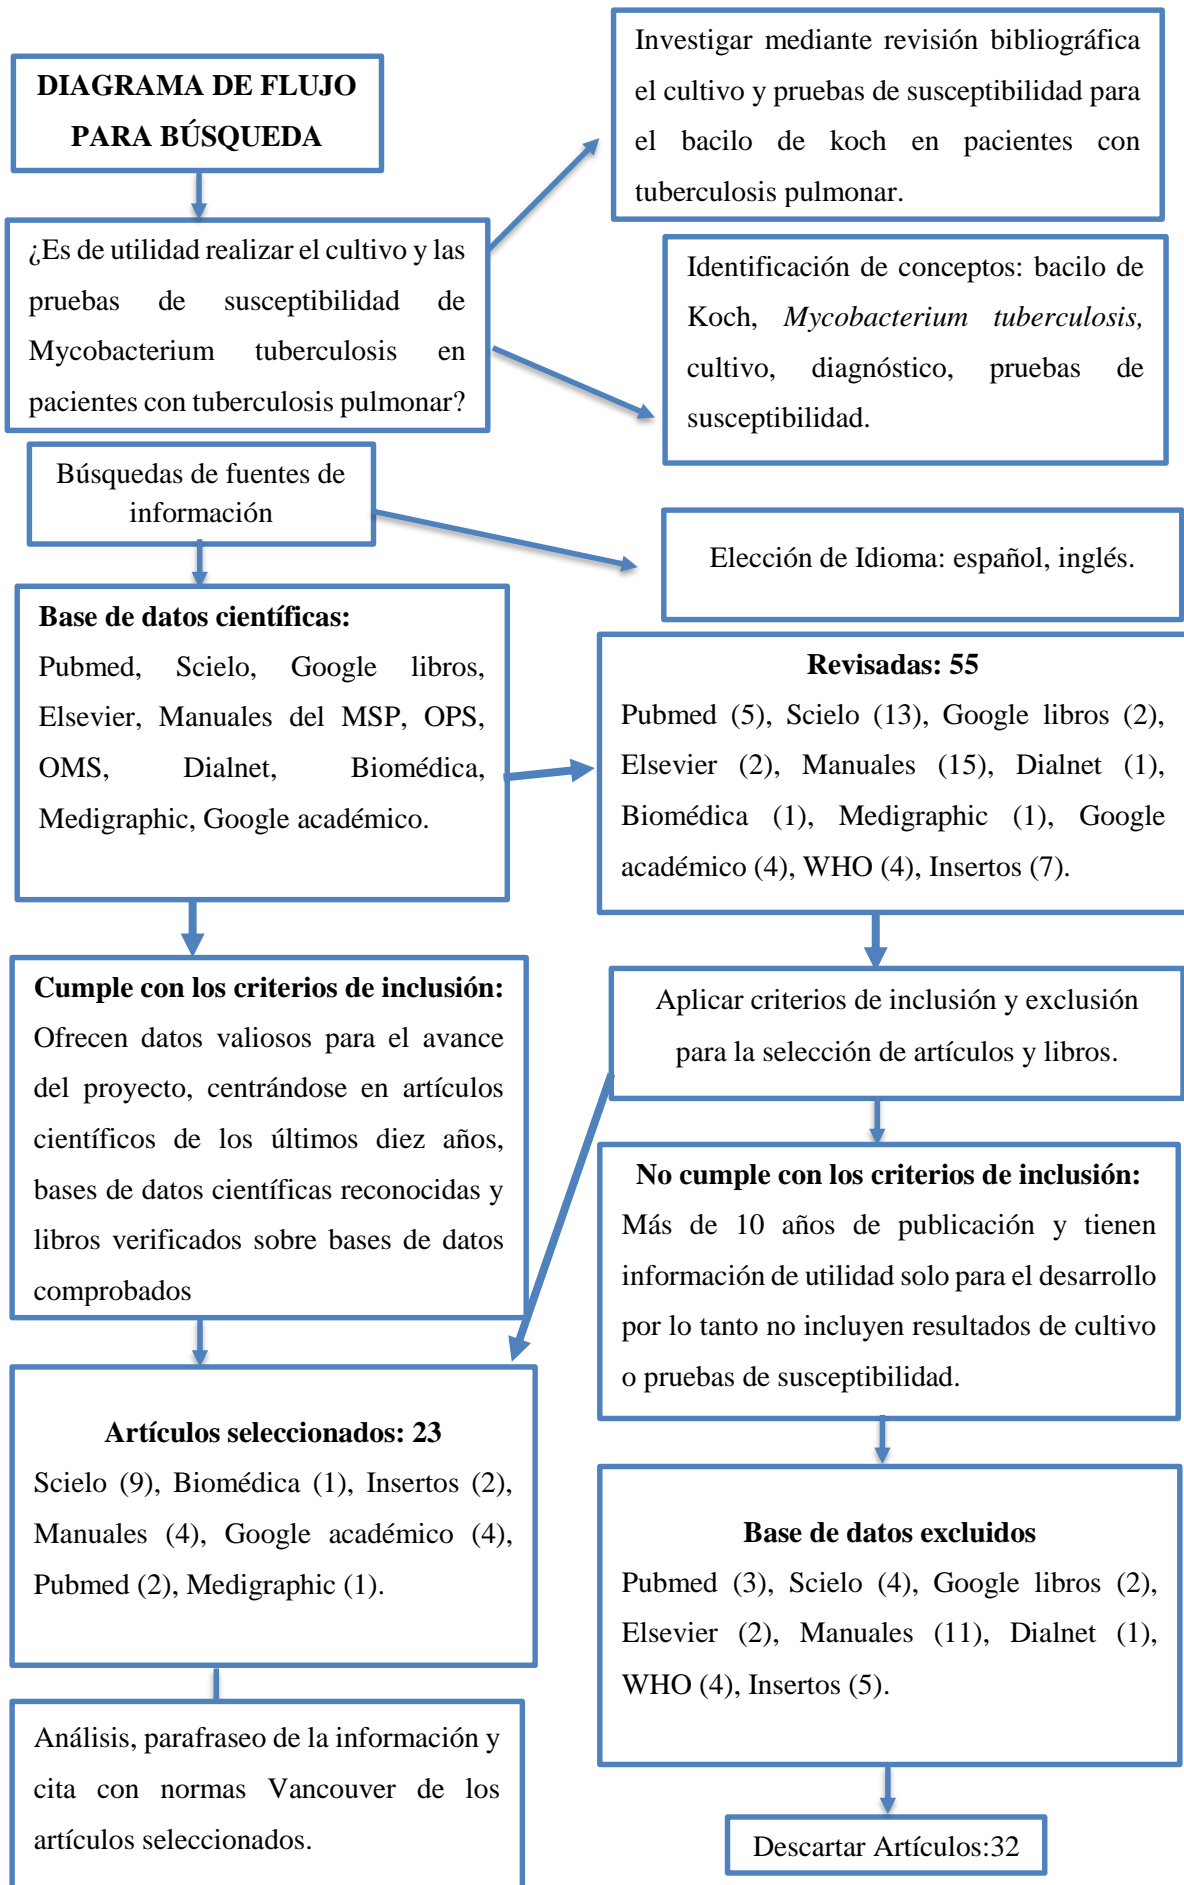 DIAGRAMA DE FLUJO
PARA BÚSQUEDA
Investigar mediante revisión bibliográfica
el cultivo y pruebas de susceptibilidad para
el bacilo de koch en pacientes con
tuberculosis pulmonar.
¿Es de utilidad realizar el cultivo y las
pruebas de susceptibilidad de
Mycobacterium tuberculosis en
pacientes con tuberculosis pulmonar?
Identificación de conceptos: bacilo de
Koch, Mycobacterium tuberculosis,
cultivo, diagnóstico, pruebas de
susceptibilidad.
Búsquedas de fuentes de
información
Elección de Idioma: español, inglés.
Base de datos científicas:
Pubmed, Scielo, Google libros,
Elsevier, Manuales del MSP, OPS,
OMS, Dialnet, Biomédica,
Medigraphic, Google académico.
Revisadas: 55
Pubmed (5), Scielo (13), Google libros (2),
Elsevier (2), Manuales (15), Dialnet (1),
Biomédica (1), Medigraphic (1), Google
académico (4), WHO (4), Insertos (7).
Cumple con los criterios de inclusión:
Ofrecen datos valiosos para el avance
del proyecto, centrándose en artículos
científicos de los últimos diez años,
bases de datos científicas reconocidas y
libros verificados sobre bases de datos
comprobados
Aplicar criterios de inclusión y exclusión
para la selección de artículos y libros.
No cumple con los criterios de inclusión:
Más de 10 años de publicación y tienen
información de utilidad solo para el desarrollo
por lo tanto no incluyen resultados de cultivo
o pruebas de susceptibilidad.
Artículos seleccionados: 23
Scielo (9), Biomédica (1), Insertos (2),
Manuales (4), Google académico (4),
Pubmed (2), Medigraphic (1).
Base de datos excluidos
Pubmed (3), Scielo (4), Google libros (2),
Elsevier (2), Manuales (11), Dialnet (1),
WHO (4), Insertos (5).
Análisis, parafraseo de la información y
cita con normas Vancouver de los
artículos seleccionados.
Descartar Artículos:32